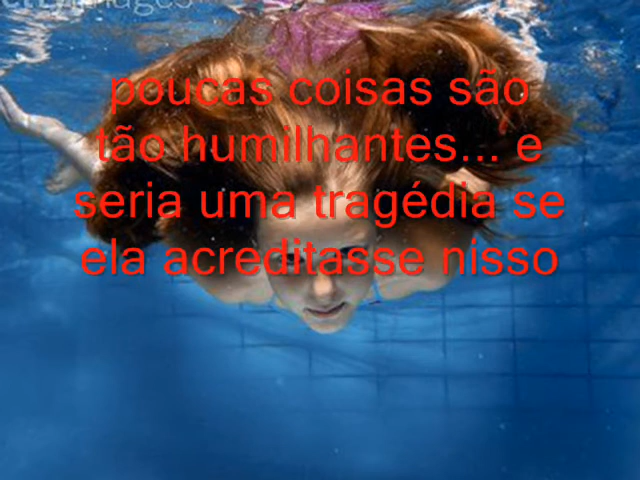 poucas coisas são
tão humilhantes... e
seria uma tragédia se
ela acreditasse nisso